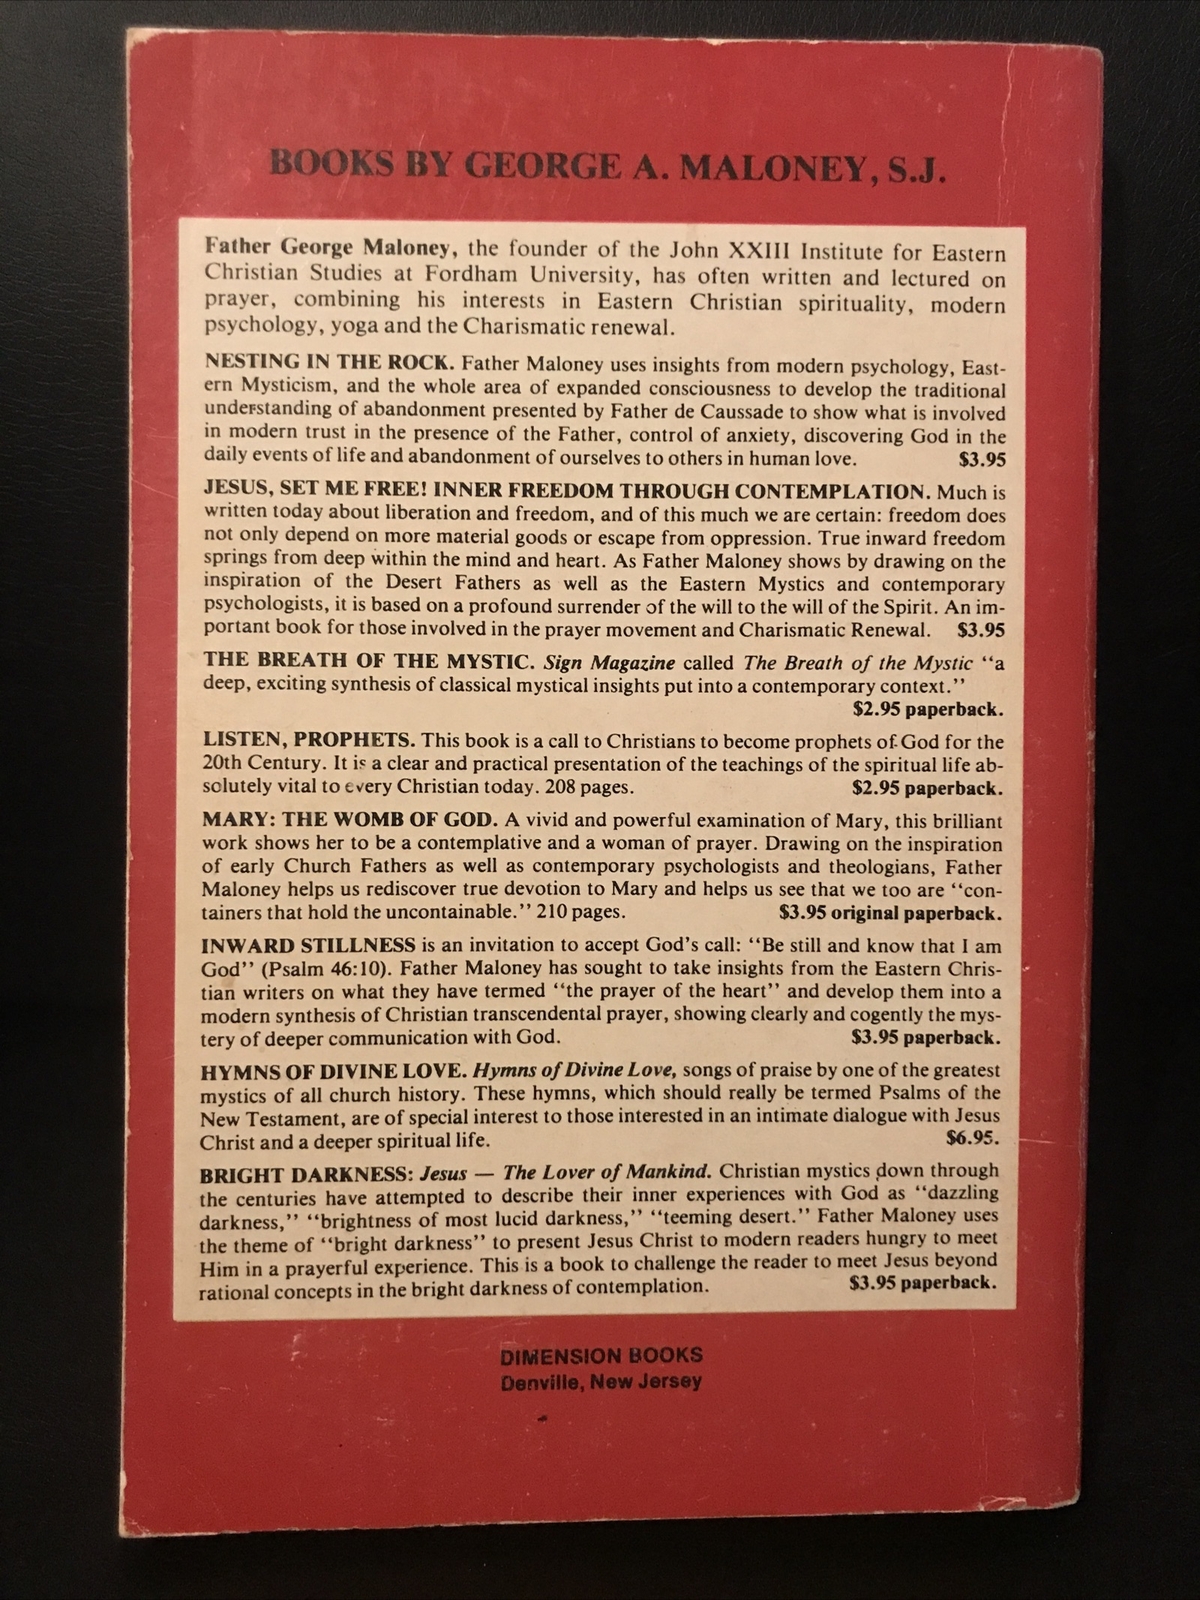 BOOKS BY GEORGE A. MALONEY, S.J.
Father George Maloney, the founder of the John XXIII Institute for Eastern
Christian Studies at Fordham University, has often written and lectured on
prayer, combining his interests in Eastern Christian spirituality, modern
psychology, yoga and the Charismatic renewal.
NESTING IN THE ROCK. Father Maloney uses insights from modern psychology, East-
ern Mysticism, and the whole area of expanded consciousness to develop the traditional
understanding of abandonment presented by Father de Caussade to show what is involved
in modern trust in the presence of the Father, control of anxiety, discovering God in the
daily events of life and abandonment of ourselves to others in human love. $3.95
JESUS, SET ME FREE! INNER FREEDOM THROUGH CONTEMPLATION. Much is
written today about liberation and freedom, and of this much we are certain: freedom does
not only depend on more material goods or escape from oppression. True inward freedom
springs from deep within the mind and heart. As Father Maloney shows by drawing on the
inspiration of the Desert Fathers as well as the Eastern Mystics and contemporary
psychologists, it is based on a profound surrender of the will to the will of the Spirit. An im-
portant book for those involved in the prayer movement and Charismatic Renewal. $3.95
THE BREATH OF THE MYSTIC. Sign Magazine called The Breath of the Mystic ‘‘a
deep, exciting synthesis of classical mystical insights put into a contemporary context.’’
$2.95 paperback.
LISTEN, PROPHETS. This book is a call to Christians to become prophets of God for the
20th Century. It is a clear and practical presentation of the teachings of the spiritual life ab-
solutely vital to every Christian today. 208 pages. $2.95 paperback.
MARY: THE WOMB OF GOD. A vivid and powerful examination of Mary, this brilliant
work shows her to be a contemplative and a woman of prayer. Drawing on the inspiration
of early Church Fathers as well as contemporary psychologists and theologians, Father
Maloney helps us rediscover true devotion to Mary and helps us see that we too are ‘‘con-
tainers that hold the uncontainable.’’ 210 pages. $3.95 original paperback.
INWARD STILLNESS is an invitation to accept God’s call: ‘‘Be still and know that I am
God’’ (Psalm 46:10). Father Maloney has sought to take insights from the Eastern Chris-
tian writers on what they have termed ‘‘the prayer of the heart’’ and develop them into a
modern synthesis of Christian transcendental prayer, showing clearly and cogently the mys-
tery of deeper communication with God. $3.95 paperback.
HYMNS OF DIVINE LOVE. Hymns of Divine Love, songs of praise by one of the greatest
mystics of all church history. These hymns, which should really be termed Psalms of the
New Testament, are of special interest to those interested in an intimate dialogue with Jesus
Christ and a deeper spiritual life. $6.95.
BRIGHT DARKNESS: Jesus — The Lover of Mankind. Christian mystics down through
the centuries have attempted to describe their inner experiences with God as ‘‘dazzling
darkness,’’ ‘‘brightness of most lucid darkness,’’ ‘‘teeming desert.’’ Father Maloney uses
the theme of ‘‘bright darkness’’ to present Jesus Christ to modern readers hungry to meet
Him in a prayerful experience. This is a book to challenge the reader to meet Jesus beyond
rational concepts in the bright darkness of contemplation. $3.95 paperback.
DIMENSION BOOKS
Denville, New Jersey